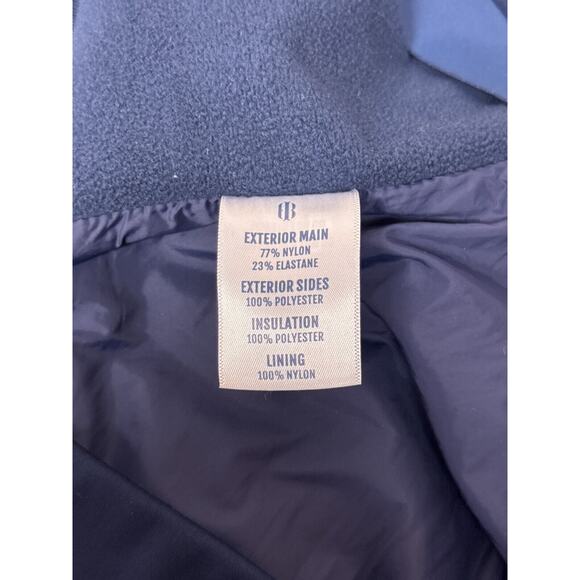 EXTERIOR MAIN
77% NYLON
23% ELASTANE
EXTERIOR SIDES
100% POLYESTER
INSULATION
100% POLYESTER
LINING
100% NYLON